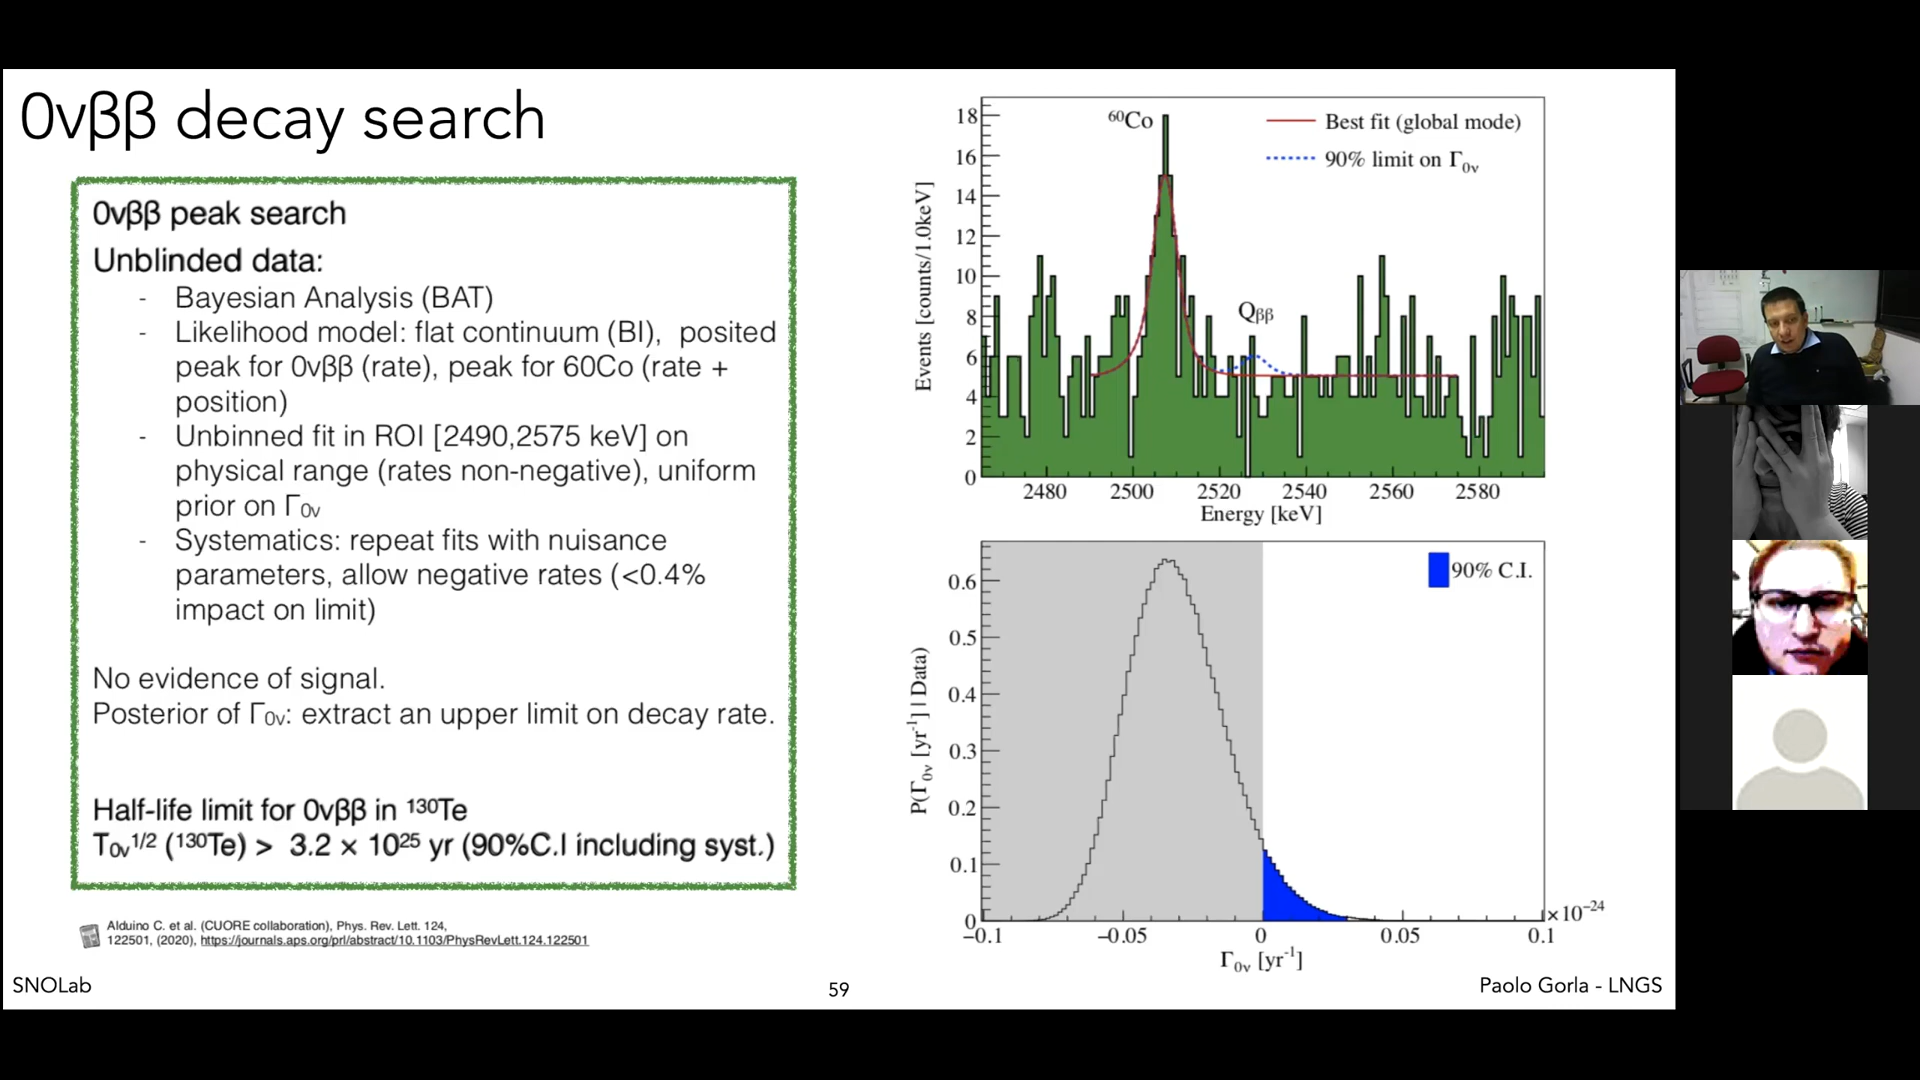 0νββ decay search
0νββ peak search
Unblinded data:
- Bayesian Analysis (BAT)
- Likelihood model: flat continuum (BI), posited
peak for 0νββ (rate), peak for 60Co (rate +
position)
- Unbinned fit in ROI [2490,2575 keV] on
physical range (rates non-negative), uniform
prior on Γ0ν
- Systematics: repeat fits with nuisance
parameters, allow negative rates (<0.4%
impact on limit)
No evidence of signal.
Posterior of Γ0ν: extract an upper limit on decay rate.
Half-life limit for 0νββ in ¹³⁰Te
T0ν¹/² (¹³⁰Te) > 3.2 × 10²⁵ yr (90%C.I including syst.)
Alduino C. et al. (CUORE collaboration), Phys. Rev. Lett. 124,
122501, (2020), https://journals.aps.org/prl/abstract/10.1103/PhysRevLett.124.122501
SNOLab
59
Paolo Gorla - LNGS
Events [counts/1.0keV]
18
16
14
12
10
8
6
4
2
0
⁶⁰Co
Best fit (global mode)
90% limit on Γ0ν
Qββ
2480 2500 2520 2540 2560 2580
Energy [keV]
P(Γ0ν [yr⁻¹] | Data)
0.6
0.5
0.4
0.3
0.2
0.1
0
90% C.I.
−0.1 −0.05 0 0.05 0.1
×10⁻²⁴
Γ0ν [yr⁻¹]